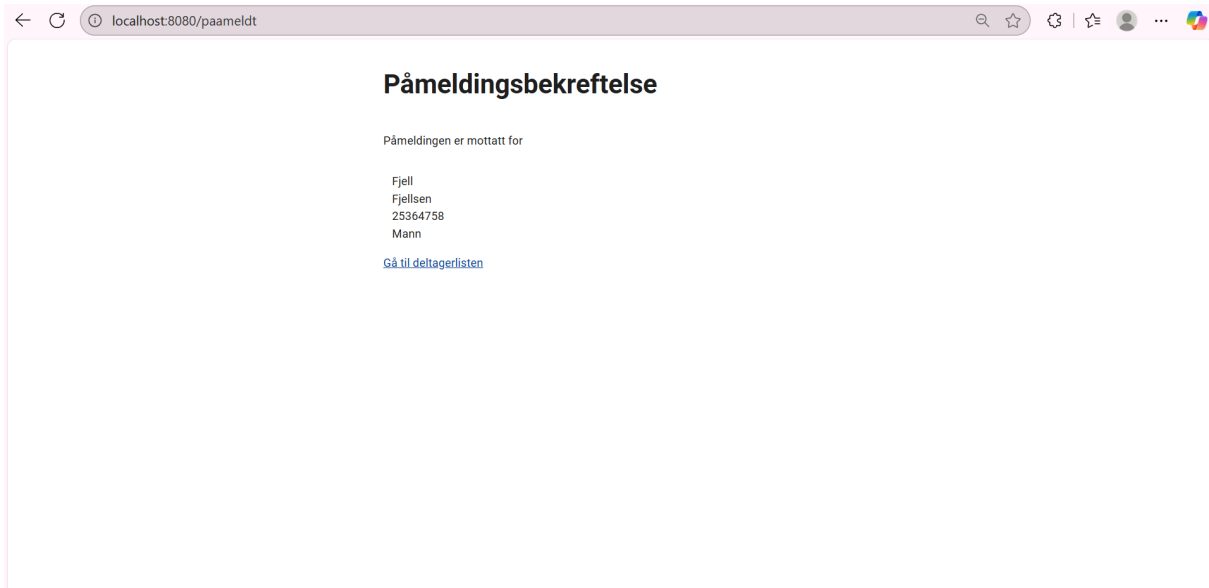 localhost:8080/paameldt
Påmeldingsbekreftelse
Påmeldingen er mottatt for
Fjell
Fjellsen
25364758
Mann
Gå til deltagerlisten